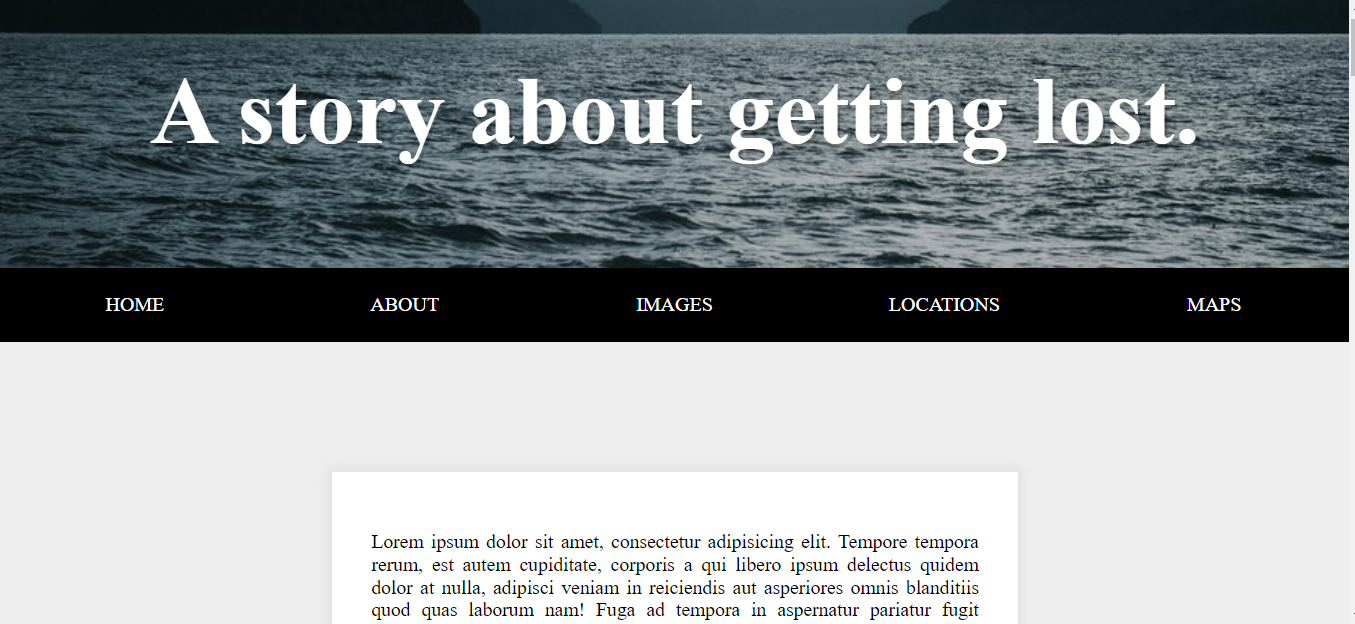 A story about getting lost.
HOME ABOUT IMAGES LOCATIONS MAPS
Lorem ipsum dolor sit amet, consectetur adipisicing elit. Tempore tempora
rerum, est autem cupiditate, corporis a qui libero ipsum delectus quidem
dolor at nulla, adipisci veniam in reiciendis aut asperiores omnis blanditiis
quod quas laborum nam! Fuga ad tempora in aspernatur pariatur fugit